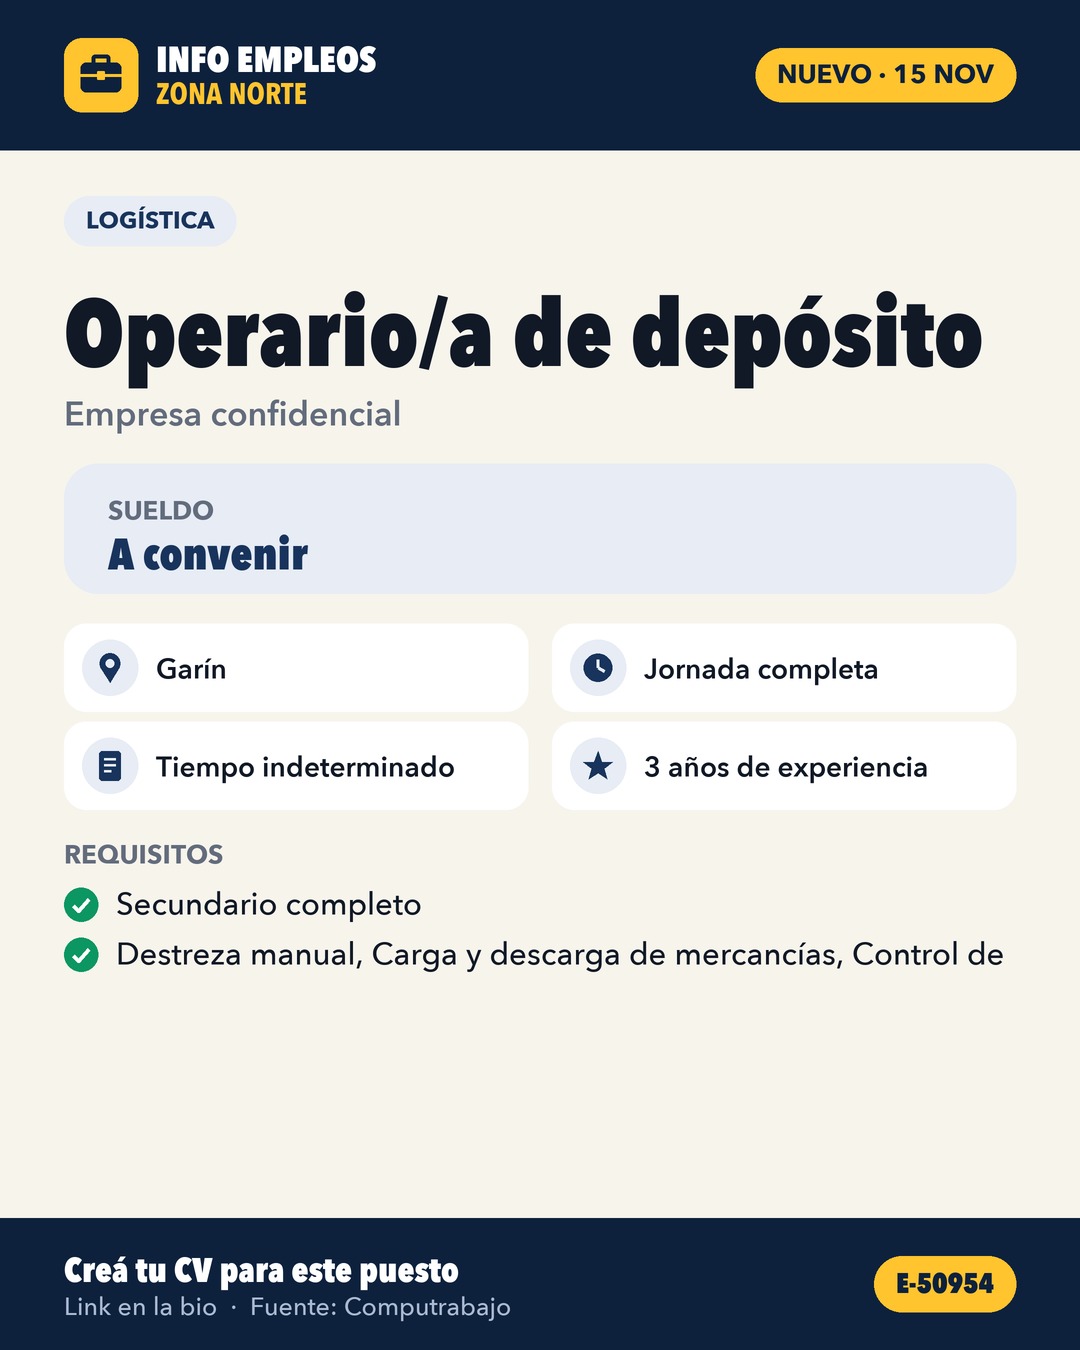 INFO EMPLEOS
ZONA NORTE
NUEVO · 15 NOV
LOGÍSTICA
Operario/a de depósito
Empresa confidencial
SUELDO
A convenir
Garín
Jornada completa
Tiempo indeterminado
3 años de experiencia
REQUISITOS
Secundario completo
Destreza manual, Carga y descarga de mercancías, Control de
Creá tu CV para este puesto
Link en la bio · Fuente: Computrabajo
E-50954